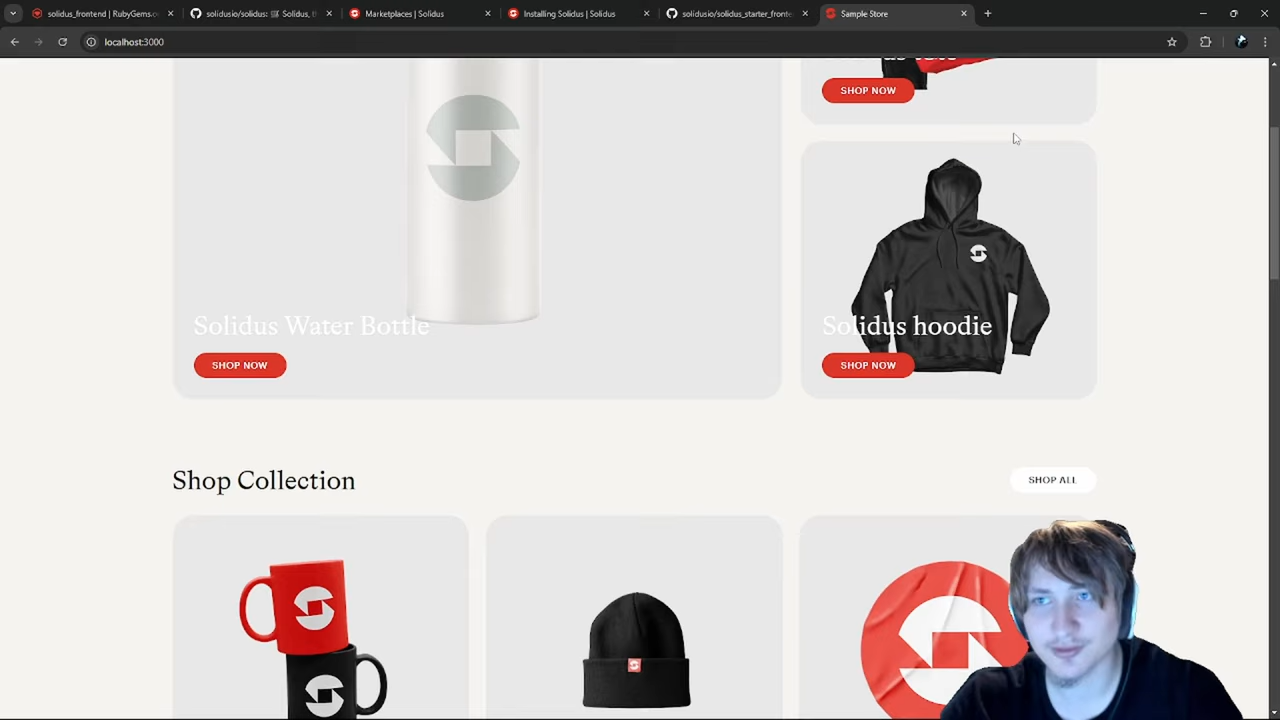 solidus_frontend | RubyGems.o
solidusio/solidus: 🛒 Solidus, t
Marketplaces | Solidus
Installing Solidus | Solidus
solidusio/solidus_starter_fronte
Sample Store
localhost:3000
SHOP NOW
Solidus Water Bottle
SHOP NOW
Solidus hoodie
SHOP NOW
Shop Collection
SHOP ALL